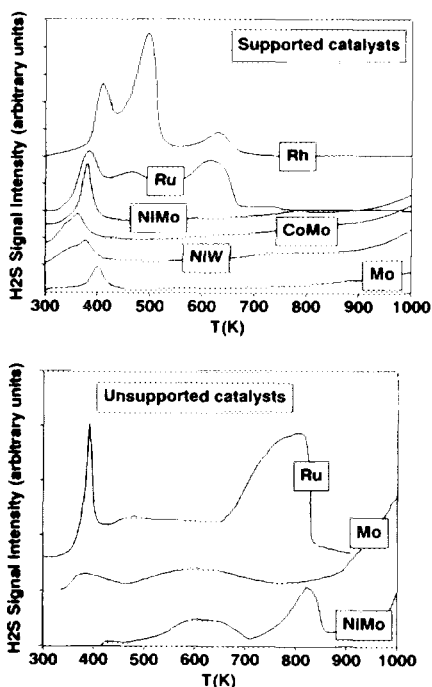 H2S Signal Intensity (arbitrary units)
Supported catalysts
Rh
Ru
NiMo
CoMo
NiW
Mo
300 400 500 600 700 800 900 1000
T(K)
H2S Signal Intensity (arbitrary units)
Unsupported catalysts
Ru
Mo
NiMo
300 400 500 600 700 800 900 1000
T(K)